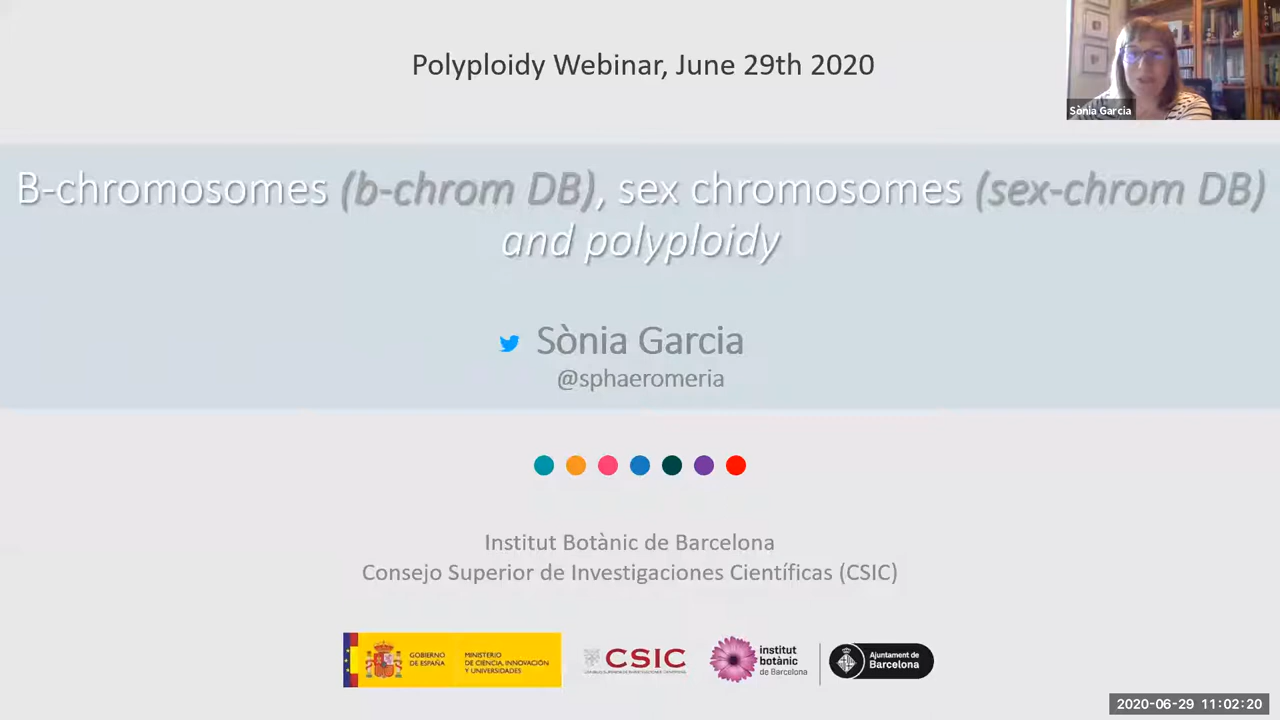 Polyploidy Webinar, June 29th 2020
Sònia Garcia
B-chromosomes (b-chrom DB), sex chromosomes (sex-chrom DB)
and polyploidy
Sònia Garcia
@sphaeromeria
Institut Botànic de Barcelona
Consejo Superior de Investigaciones Científicas (CSIC)
GOBIERNO
DE ESPAÑA
MINISTERIO
DE CIENCIA, INNOVACIÓN
Y UNIVERSIDADES
CSIC
institut
botànic
de Barcelona
Ajuntament de
Barcelona
2020-06-29 11:02:20